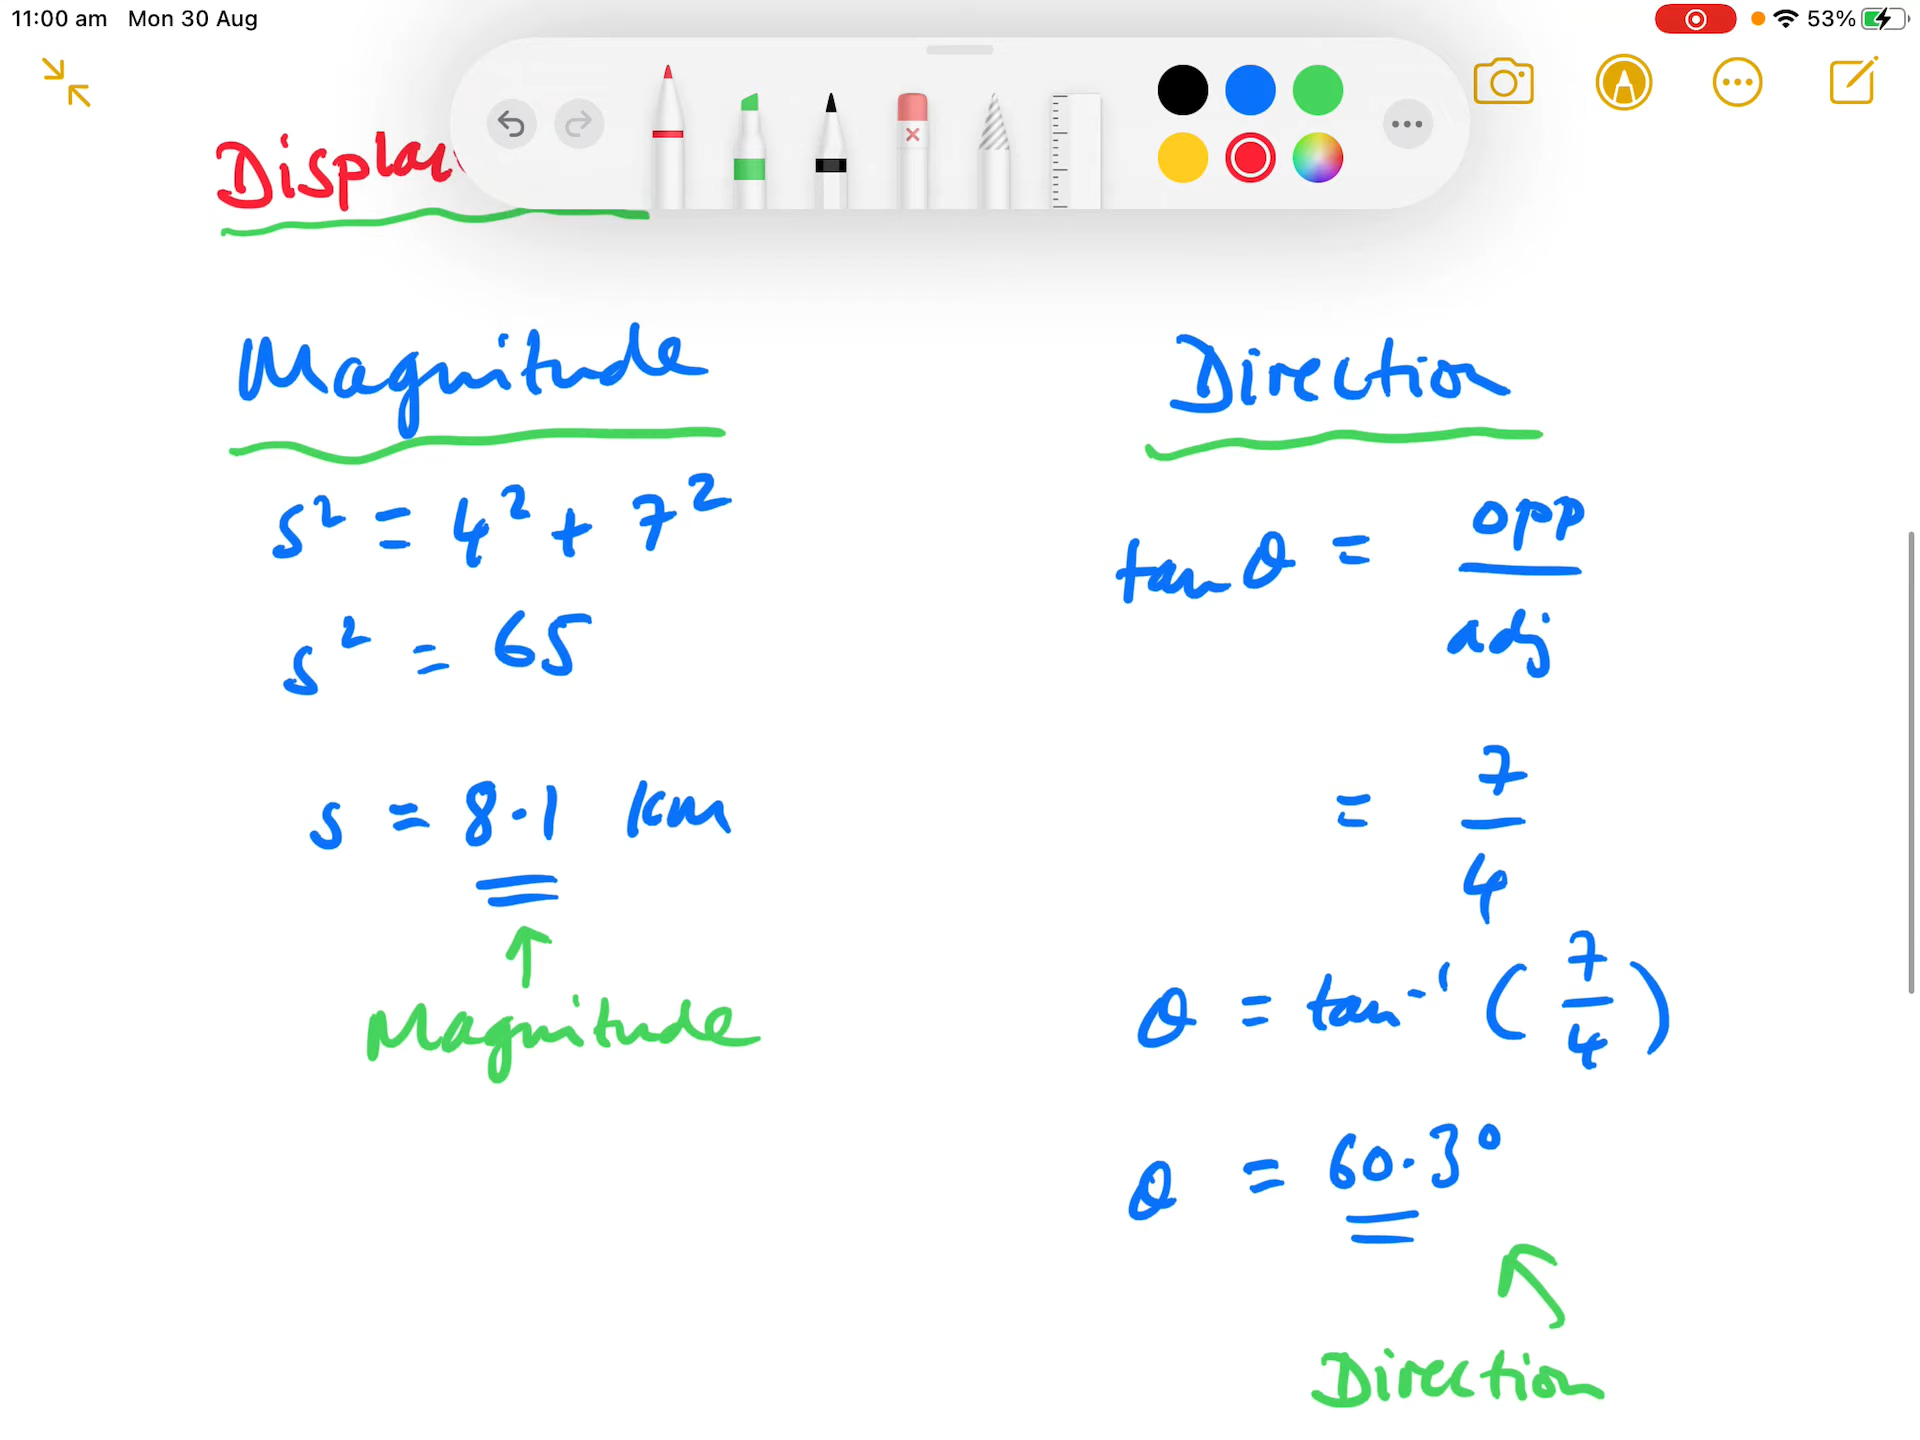 11:00 am Mon 30 Aug
53%
Displac
Magnitude
s² = 4² + 7²
s² = 65
s = 8.1 km
Magnitude
Direction
tan θ = opp
adj
= 7
4
θ = tan⁻¹ ( 7
4 )
θ = 60.3°
Direction